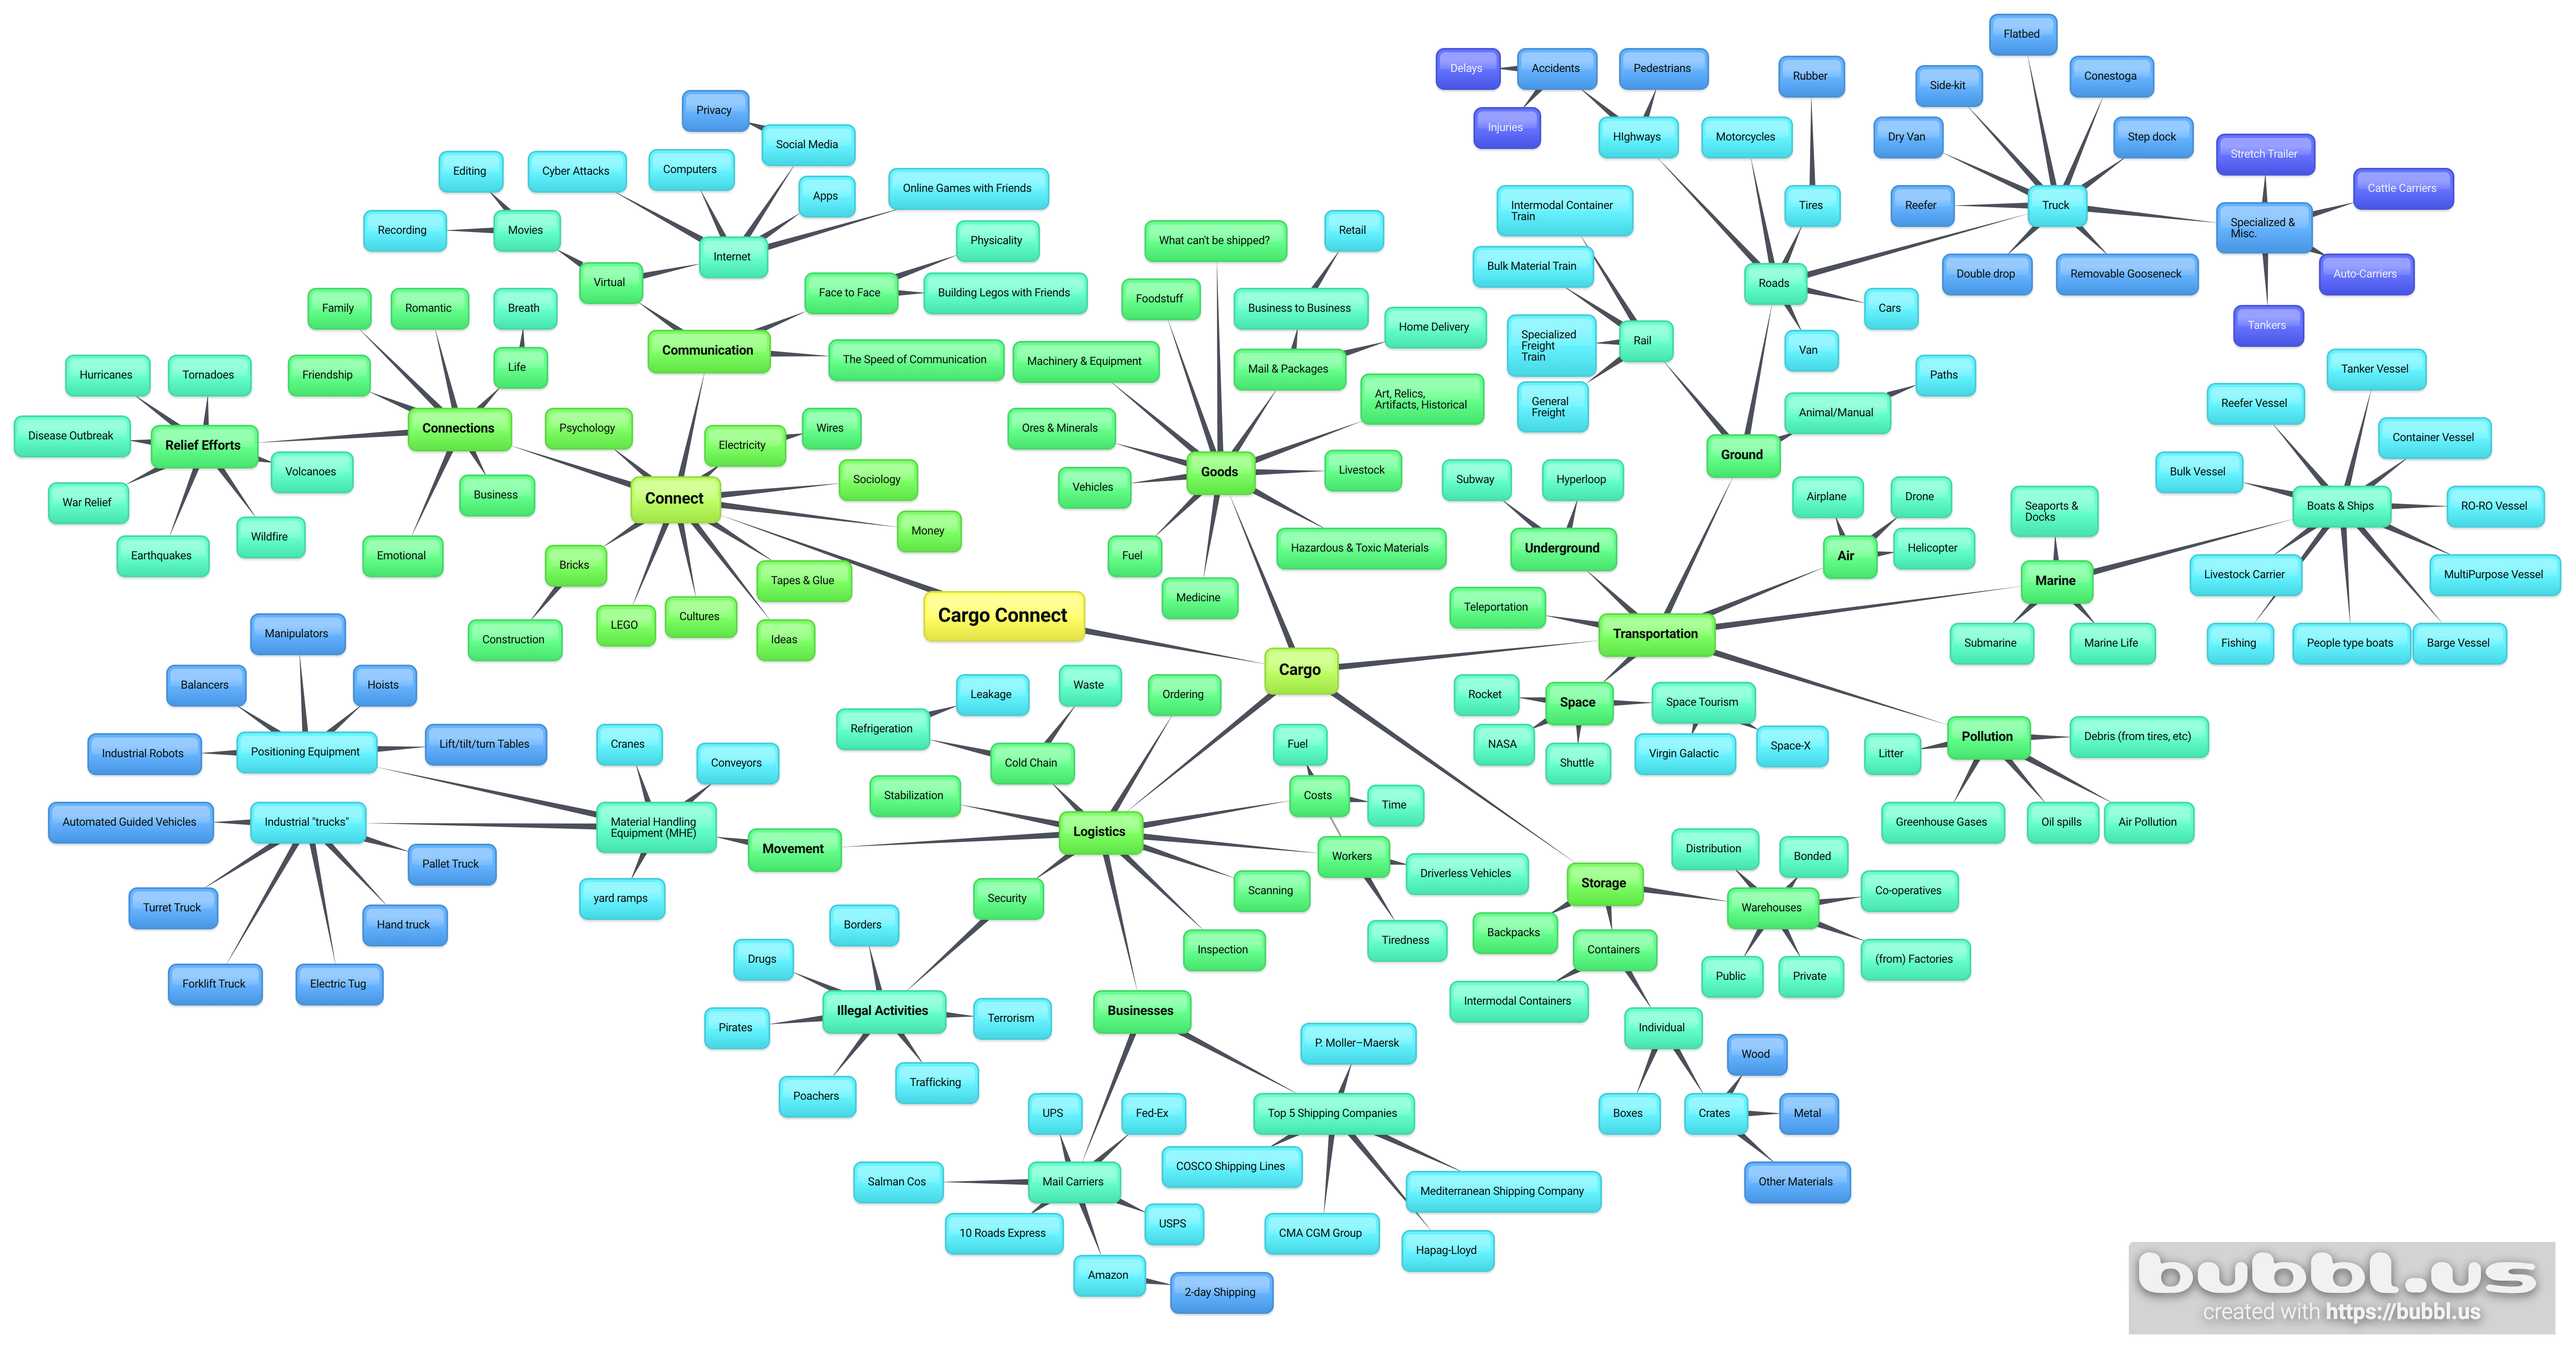 Flatbed
Delays
Accidents
Pedestrians
Rubber
Side-kit
Conestoga
Injuries
HIghways
Motorcycles
Dry Van
Step dock
Stretch Trailer
Cattle Carriers
Reefer
Truck
Specialized &
Misc.
Tires
Double drop
Removable Gooseneck
Auto-Carriers
Tankers
Roads
Cars
Van
Intermodal Container
Train
Bulk Material Train
Specialized
Freight
Train
Rail
General
Freight
Paths
Animal/Manual
Ground
Privacy
Social Media
Editing
Cyber Attacks
Computers
Apps
Online Games with Friends
Recording
Movies
Internet
Virtual
Physicality
Face to Face
Building Legos with Friends
Communication
The Speed of Communication
Family
Romantic
Breath
Life
Friendship
Connections
Business
Emotional
Hurricanes
Tornadoes
Disease Outbreak
Relief Efforts
Volcanoes
War Relief
Earthquakes
Wildfire
Psychology
Electricity
Wires
Sociology
Connect
Money
Bricks
Construction
LEGO
Cultures
Ideas
Tapes & Glue
Cargo Connect
What can't be shipped?
Retail
Foodstuff
Business to Business
Home Delivery
Machinery & Equipment
Mail & Packages
Art, Relics,
Artifacts, Historical
Ores & Minerals
Goods
Livestock
Vehicles
Fuel
Medicine
Hazardous & Toxic Materials
Subway
Hyperloop
Underground
Airplane
Drone
Air
Helicopter
Teleportation
Transportation
Seaports &
Docks
Marine
Submarine
Marine Life
Tanker Vessel
Reefer Vessel
Container Vessel
Bulk Vessel
Boats & Ships
RO-RO Vessel
Livestock Carrier
MultiPurpose Vessel
Fishing
People type boats
Barge Vessel
Cargo
Rocket
Space
Space Tourism
NASA
Shuttle
Virgin Galactic
Space-X
Pollution
Debris (from tires, etc)
Litter
Greenhouse Gases
Oil spills
Air Pollution
Manipulators
Balancers
Hoists
Industrial Robots
Positioning Equipment
Lift/tilt/turn Tables
Automated Guided Vehicles
Industrial "trucks"
Pallet Truck
Turret Truck
Hand truck
Forklift Truck
Electric Tug
Cranes
Conveyors
Material Handling
Equipment (MHE)
yard ramps
Movement
Leakage
Waste
Ordering
Refrigeration
Cold Chain
Stabilization
Logistics
Fuel
Costs
Time
Workers
Driverless Vehicles
Tiredness
Scanning
Inspection
Security
Borders
Drugs
Illegal Activities
Terrorism
Pirates
Poachers
Trafficking
Businesses
P. Moller–Maersk
Top 5 Shipping Companies
COSCO Shipping Lines
Mediterranean Shipping Company
CMA CGM Group
Hapag-Lloyd
UPS
Fed-Ex
Salman Cos
Mail Carriers
10 Roads Express
USPS
Amazon
2-day Shipping
Storage
Distribution
Bonded
Warehouses
Co-operatives
(from) Factories
Public
Private
Backpacks
Containers
Intermodal Containers
Individual
Boxes
Crates
Wood
Metal
Other Materials
bubbl.us
created with https://bubbl.us